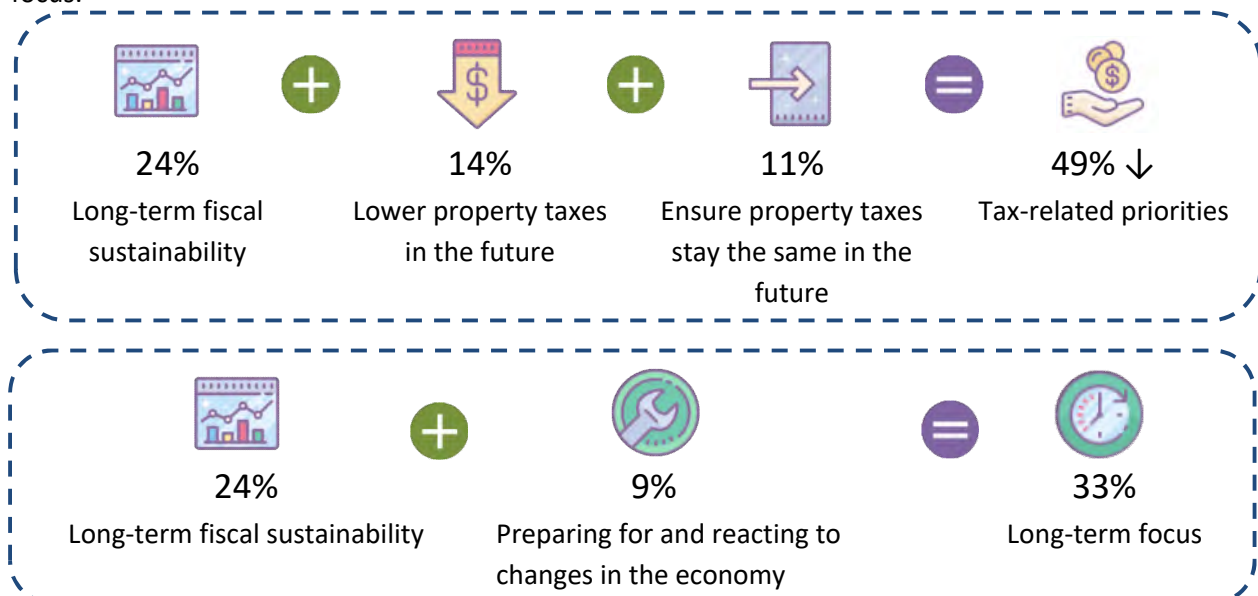 focus.
24%
14%
11%
49% ↓
Long-term fiscal
sustainability
Lower property taxes
in the future
Ensure property taxes
stay the same in the
future
Tax-related priorities
24%
9%
33%
Long-term fiscal sustainability
Preparing for and reacting to
changes in the economy
Long-term focus